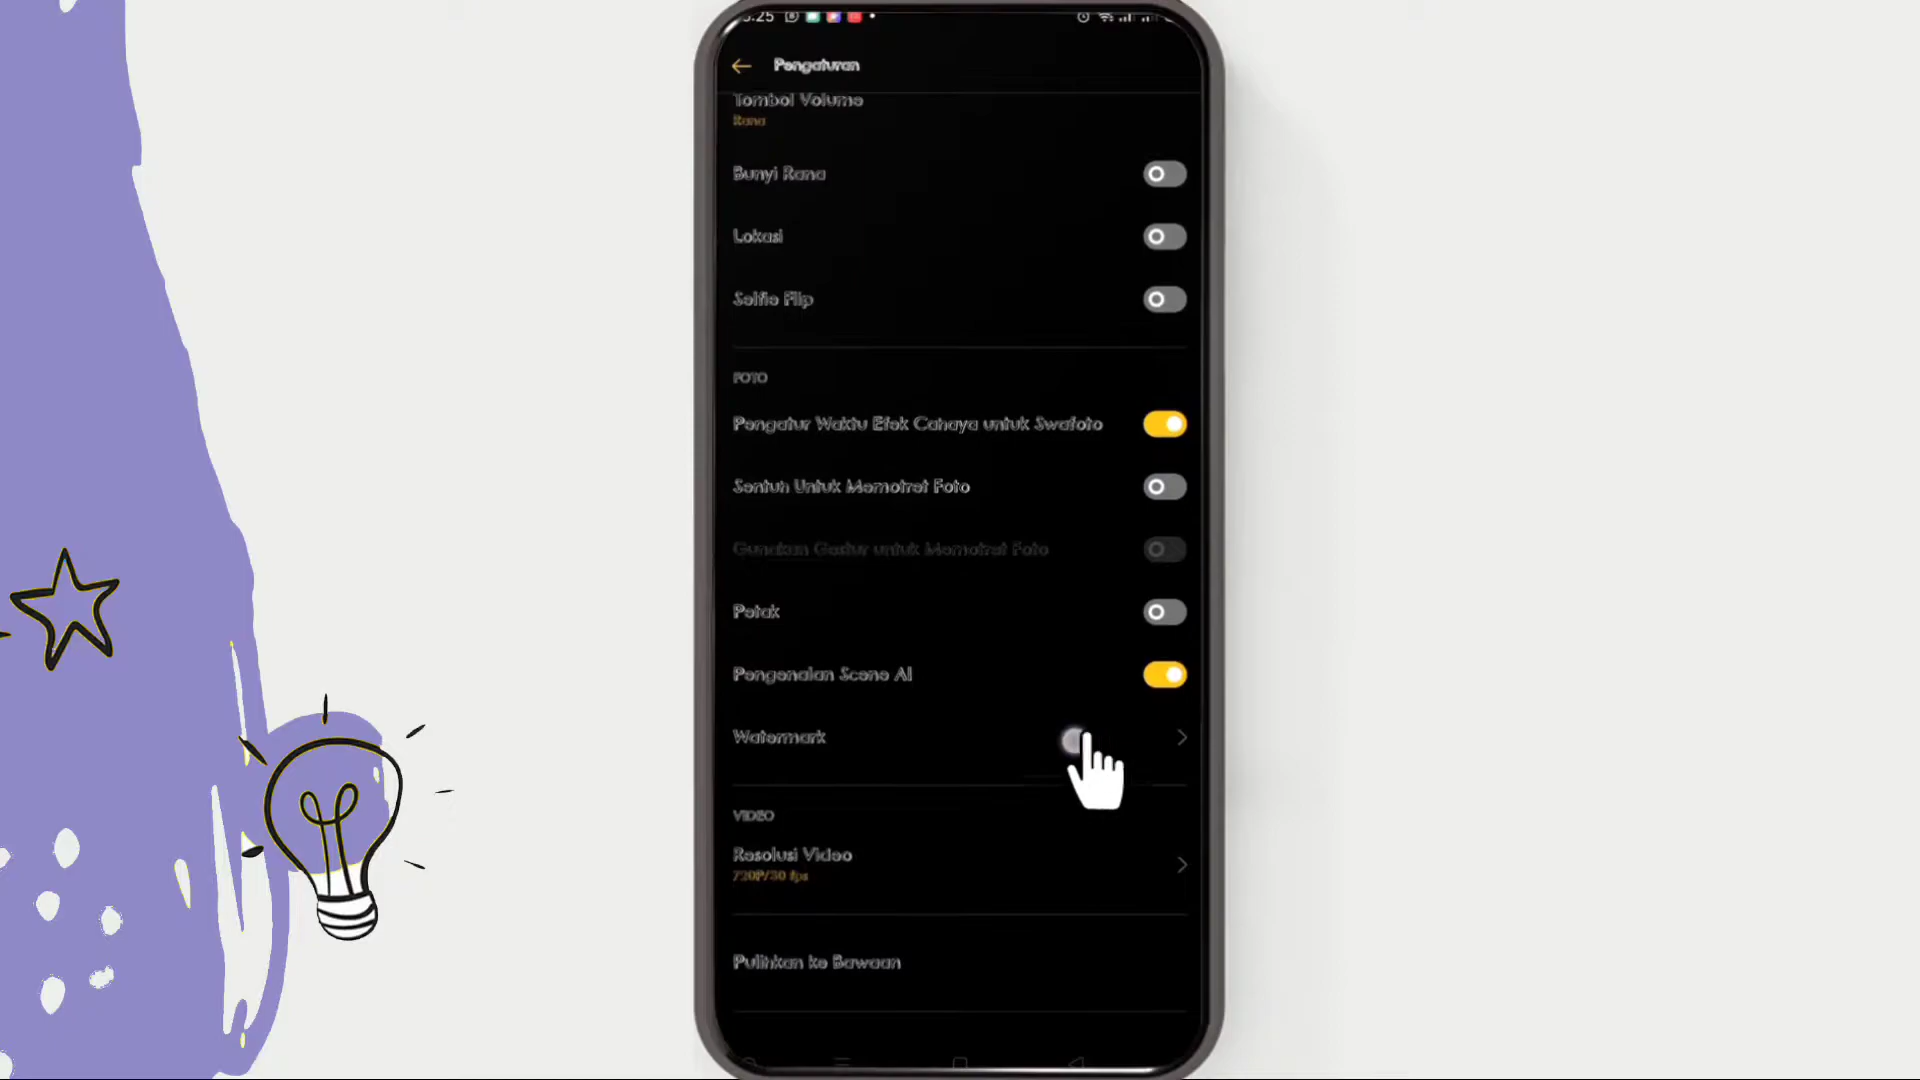 Pengaturan
Tombol Volume
Rana
Bunyi Rana
Lokasi
Selfie Flip
FOTO
Pengatur Waktu Efek Cahaya untuk Swafoto
Sentuh Untuk Memotret Foto
Gunakan Gestur untuk Memotret Foto
Petak
Pengenalan Scene AI
Watermark
VIDEO
Resolusi Video
720P/30 fps
Pulihkan ke Bawaan